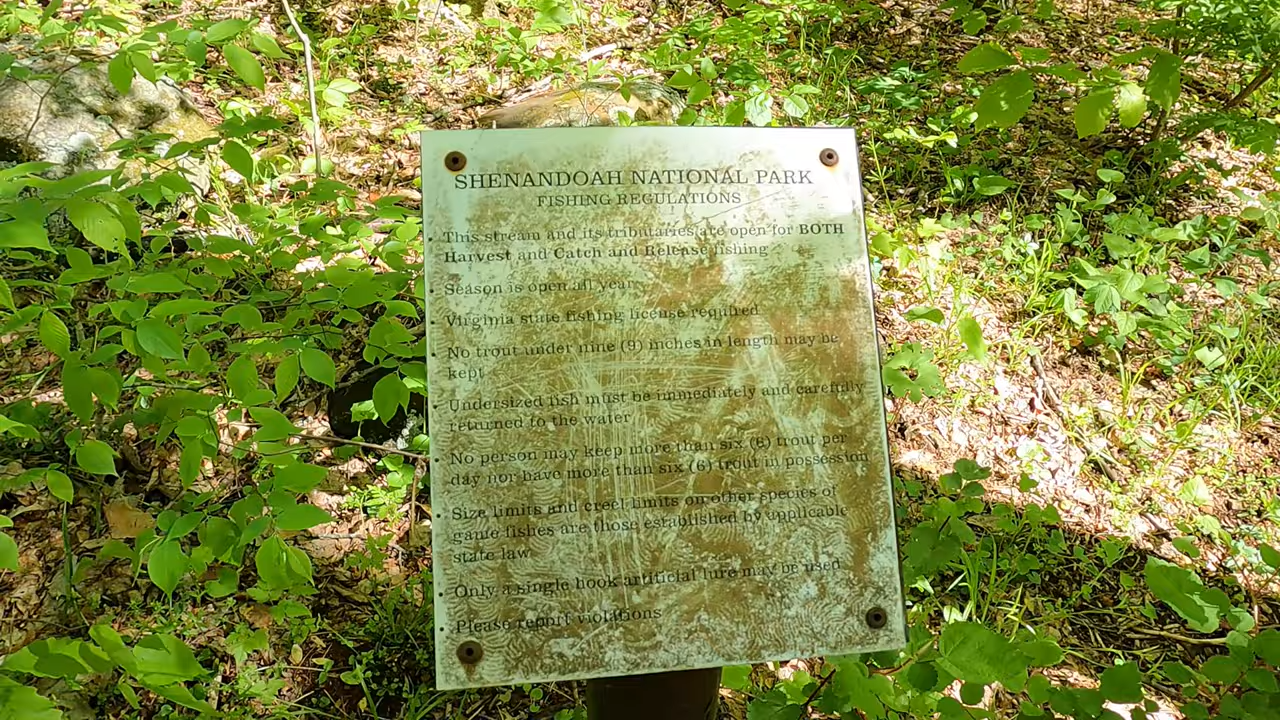 SHENANDOAH NATIONAL PARK
FISHING REGULATIONS
• This stream and its tributaries are open for BOTH
Harvest and Catch and Release fishing
• Season is open all year
• Virginia state fishing license required
• No trout under nine (9) inches in length may be
kept
• Undersized fish must be immediately and carefully
returned to the water
• No person may keep more than six (6) trout per
day nor have more than six (6) trout in possession
• Size limits and creel limits on other species of
game fishes are those established by applicable
state law
• Only a single hook artificial lure may be used
• Please report violations